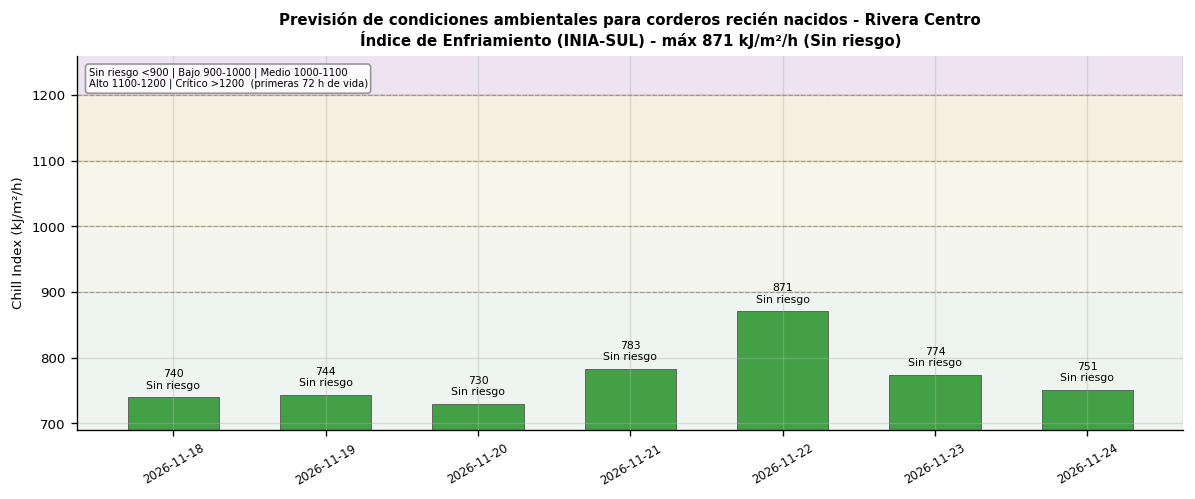 Previsión de condiciones ambientales para corderos recién nacidos - Rivera Centro
Índice de Enfriamiento (INIA-SUL) - máx 871 kJ/m²/h (Sin riesgo)
Sin riesgo <900 | Bajo 900-1000 | Medio 1000-1100
Alto 1100-1200 | Crítico >1200  (primeras 72 h de vida)
Chill Index (kJ/m²/h)
1200
1100
1000
900
800
700
740
Sin riesgo
744
Sin riesgo
730
Sin riesgo
783
Sin riesgo
871
Sin riesgo
774
Sin riesgo
751
Sin riesgo
2026-11-18
2026-11-19
2026-11-20
2026-11-21
2026-11-22
2026-11-23
2026-11-24